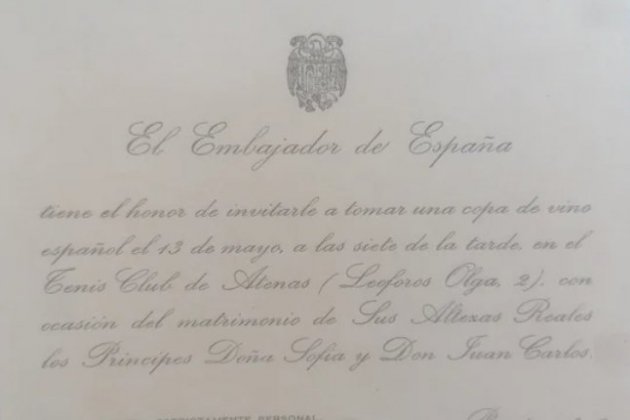 El Embajador de España
tiene el honor de invitarle a tomar una copa de vino
español el 13 de mayo, a las siete de la tarde, en el
Tenis Club de Atenas (Leoforos Olga, 2), con
ocasión del matrimonio de Sus Altezas Reales
los Príncipes Doña Sofía y Don Juan Carlos.
ESTRICTAMENTE PERSONAL